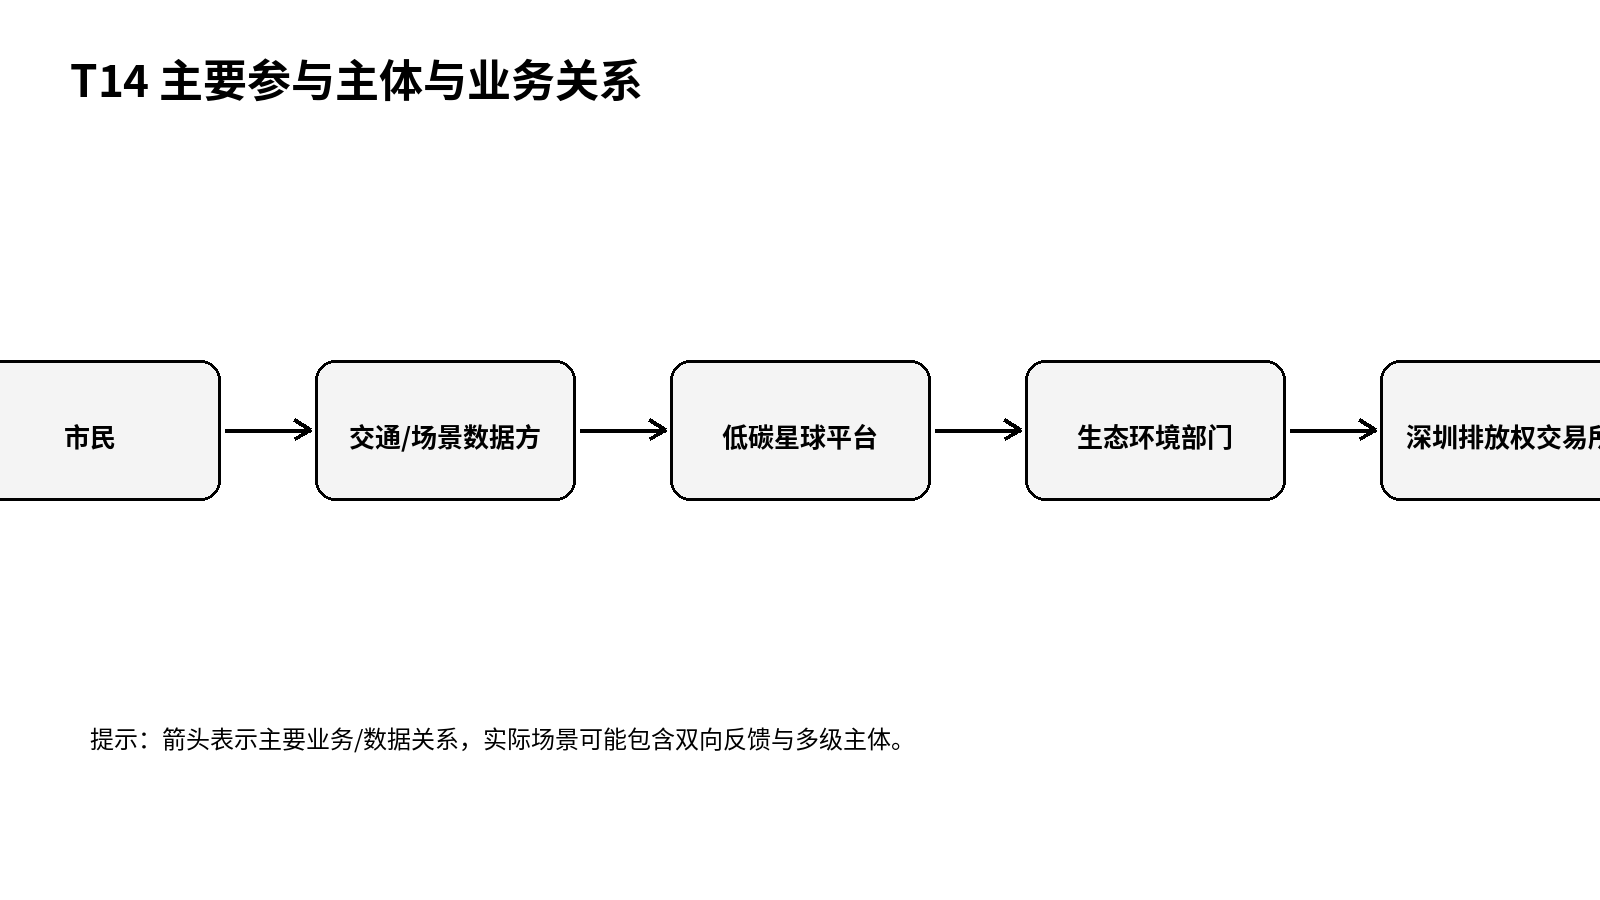 T14 主要参与主体与业务关系
市民
交通/场景数据方
低碳星球平台
生态环境部门
深圳排放权交易所
提示：箭头表示主要业务/数据关系，实际场景可能包含双向反馈与多级主体。